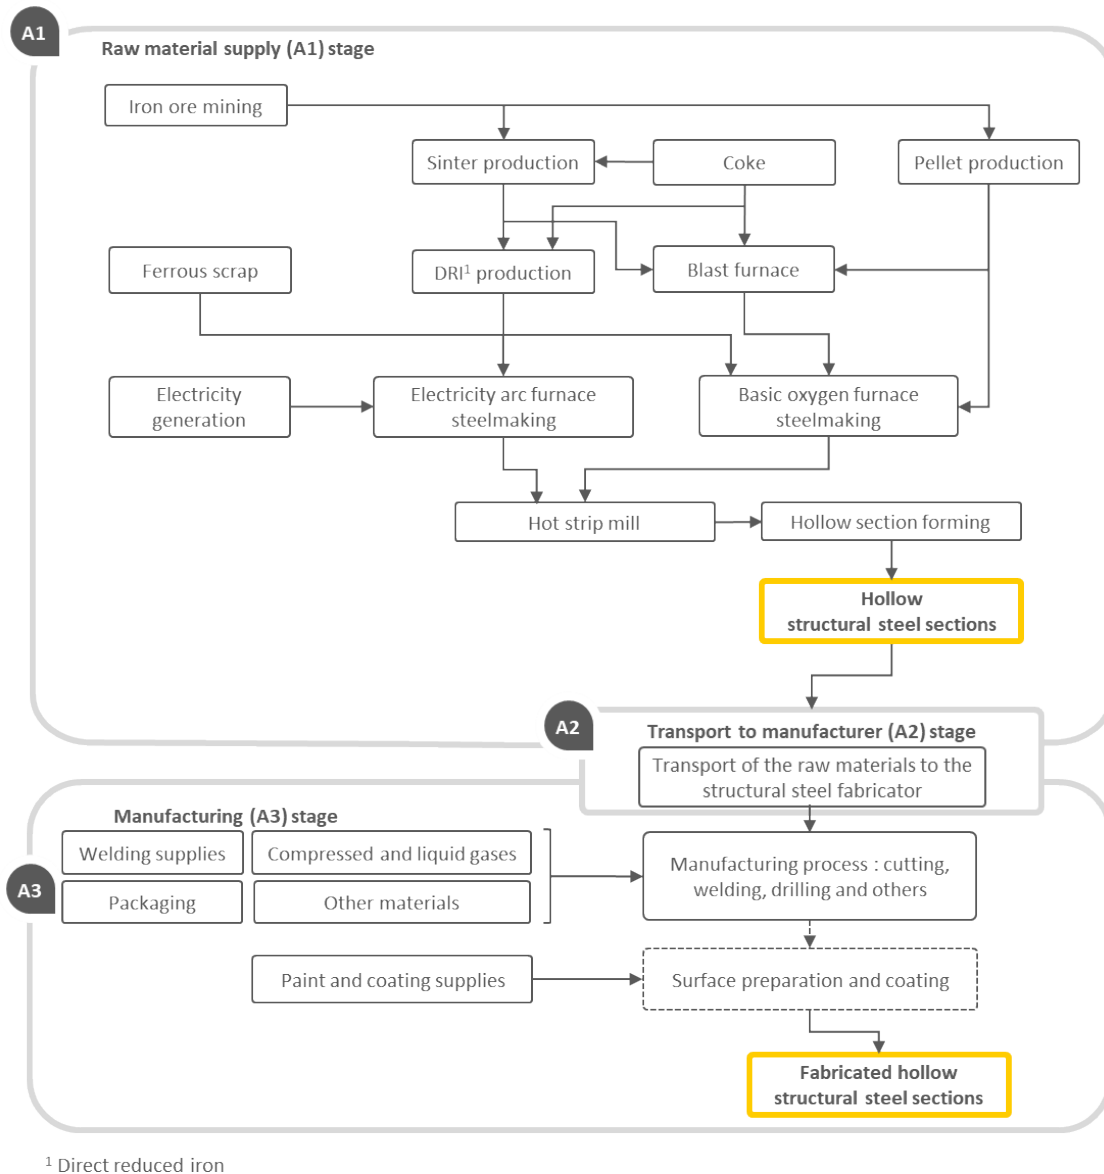 A1
Raw material supply (A1) stage
Iron ore mining
Sinter production
Coke
Pellet production
Ferrous scrap
DRI¹ production
Blast furnace
Electricity
generation
Electricity arc furnace
steelmaking
Basic oxygen furnace
steelmaking
Hot strip mill
Hollow section forming
Hollow
structural steel sections
A2
Transport to manufacturer (A2) stage
Transport of the raw materials to the
structural steel fabricator
Manufacturing (A3) stage
A3
Welding supplies
Compressed and liquid gases
Packaging
Other materials
Manufacturing process : cutting,
welding, drilling and others
Paint and coating supplies
Surface preparation and coating
Fabricated hollow
structural steel sections
¹ Direct reduced iron